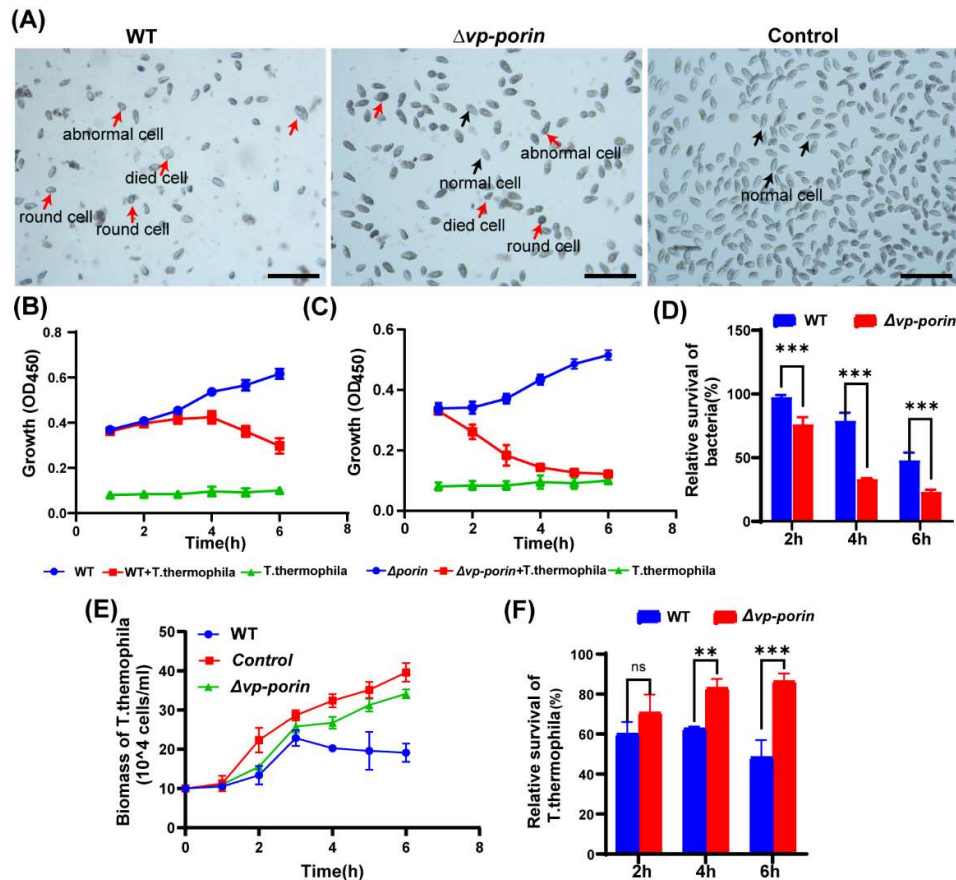 (A)
WT
Δvp-porin
Control
abnormal cell
died cell
round cell
round cell
normal cell
abnormal cell
died cell
round cell
normal cell
(B)
Growth (OD450)
0.8
0.6
0.4
0.2
0.0
0 2 4 6 8
Time(h)
WT WT+T.thermophila T.thermophila
(C)
Growth (OD450)
0.6
0.4
0.2
0.0
0 2 4 6 8
Time(h)
Δporin Δvp-porin+T.thermophila T.thermophila
(D)
WT Δvp-porin
Relative survival of
bacteria(%)
150
100
50
0
*** *** ***
2h 4h 6h
(E)
WT
Control
Δvp-porin
Biomass of T.thermophila
(10^4 cells/ml)
50
40
30
20
10
0
0 2 4 6 8
Time(h)
(F)
WT Δvp-porin
Relative survival of
T.thermophila(%)
100
80
60
40
20
0
ns ** ***
2h 4h 6h